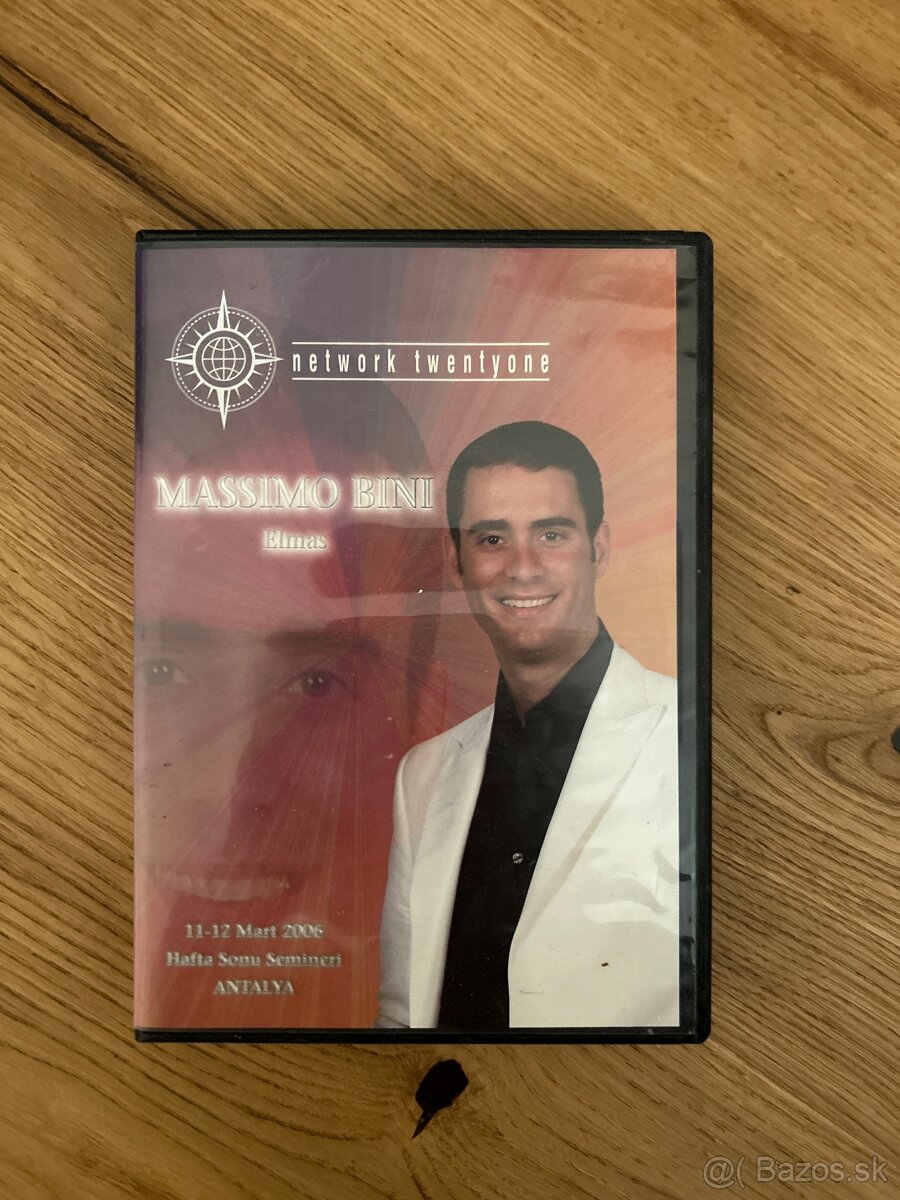 network twentyone
MASSIMO BINI
Elmas
11-12 Mart 2006
Hafta Sonu Semineri
ANTALYA
@( Bazos.sk